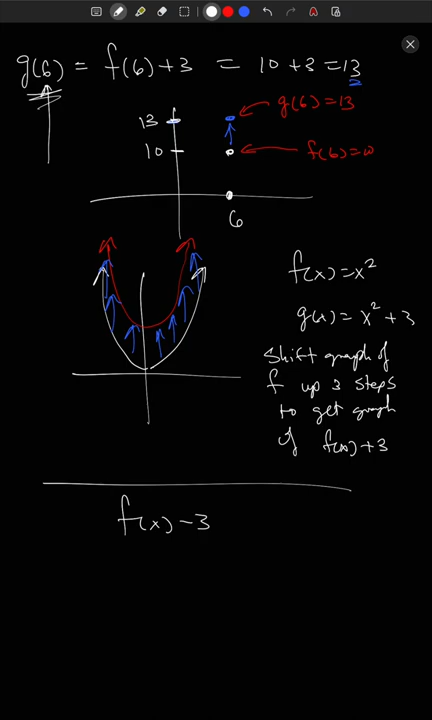 g(6) = f(6) + 3 = 10 + 3 = 13
13
g(6) = 13
10
f(6) = 10
6
f(x) = x²
g(x) = x² + 3
shift graph of
f up 3 steps
to get graph
of f(x) + 3
f(x) - 3